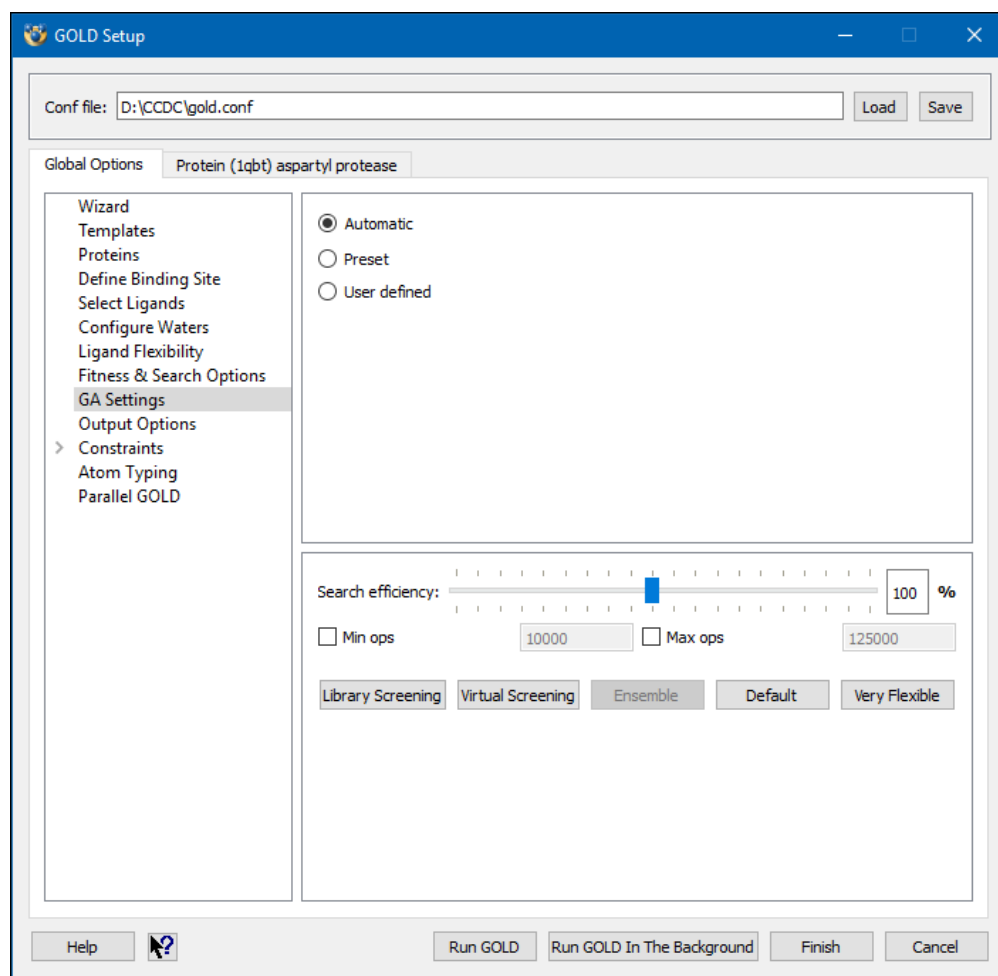 GOLD Setup
Conf file: D:\CCDC\gold.conf Load Save
Global Options Protein (1qbt) aspartyl protease
Wizard
Templates
Proteins
Define Binding Site
Select Ligands
Configure Waters
Ligand Flexibility
Fitness & Search Options
GA Settings
Output Options
Constraints
Atom Typing
Parallel GOLD
Automatic
Preset
User defined
Search efficiency: 100 %
Min ops 10000 Max ops 125000
Library Screening Virtual Screening Ensemble Default Very Flexible
Help ? Run GOLD Run GOLD In The Background Finish Cancel